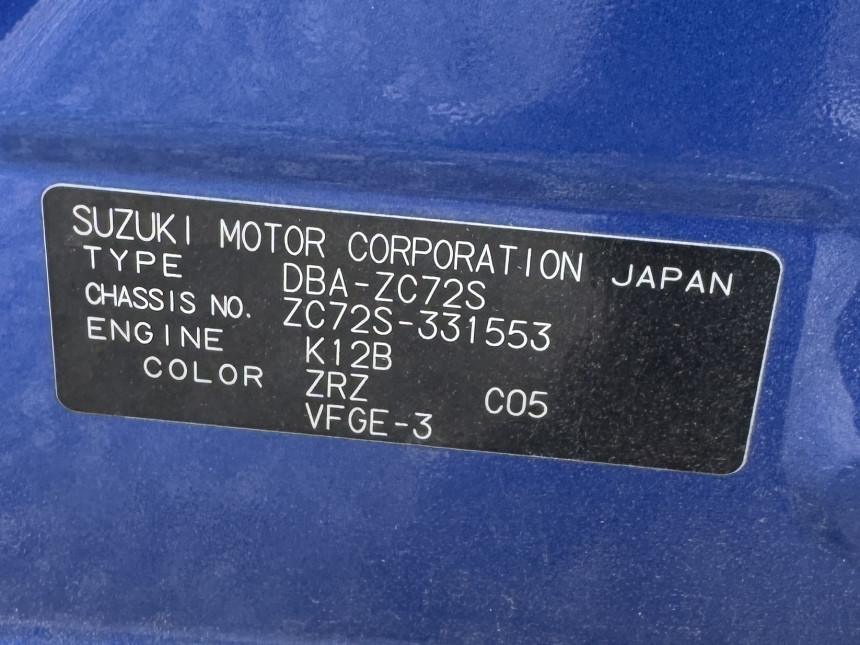 SUZUKI MOTOR CORPORATION JAPAN
TYPE DBA-ZC72S
CHASSIS NO. ZC72S-331553
ENGINE K12B
COLOR ZRZ C05
VFGE-3